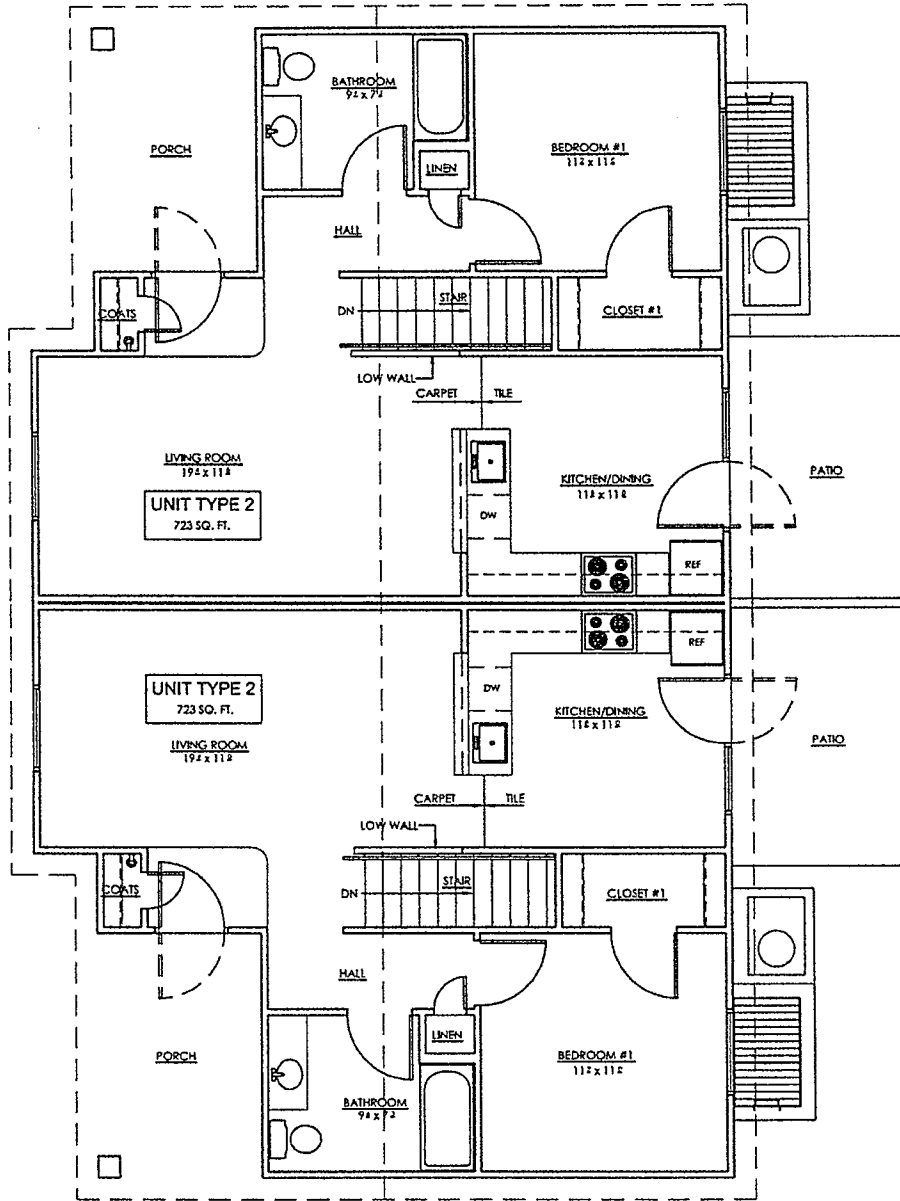 BATHROOM
PORCH
BEDROOM #1
LINEN
HALL
COATS
STAIR
DN
CLOSET #1
LOW WALL
CARPET TILE
LIVING ROOM
KITCHEN/DINING
PATIO
UNIT TYPE 2
723 SQ. FT.
DW
REF
REF
UNIT TYPE 2
723 SQ. FT.
DW
KITCHEN/DINING
LIVING ROOM
PATIO
CARPET TILE
LOW WALL
COATS
STAIR
DN
CLOSET #1
HALL
LINEN
PORCH
BEDROOM #1
BATHROOM